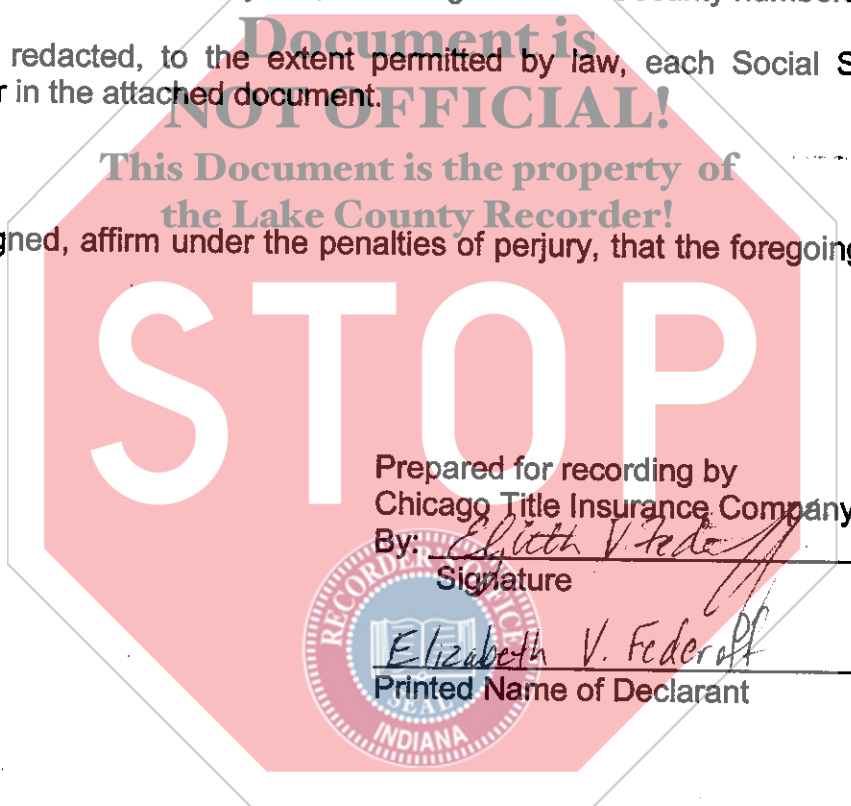 Document is
redacted, to the extent permitted by law, each Social S
r in the attached document.
NOT OFFICIAL!
This Document is the property of
the Lake County Recorder!
gned, affirm under the penalties of perjury, that the foregoing
STOP
Prepared for recording by
Chicago Title Insurance Company
By:
Signature
Elizabeth V. Federoff
Printed Name of Declarant
RECORDER OFFICE
SEAL
INDIANA